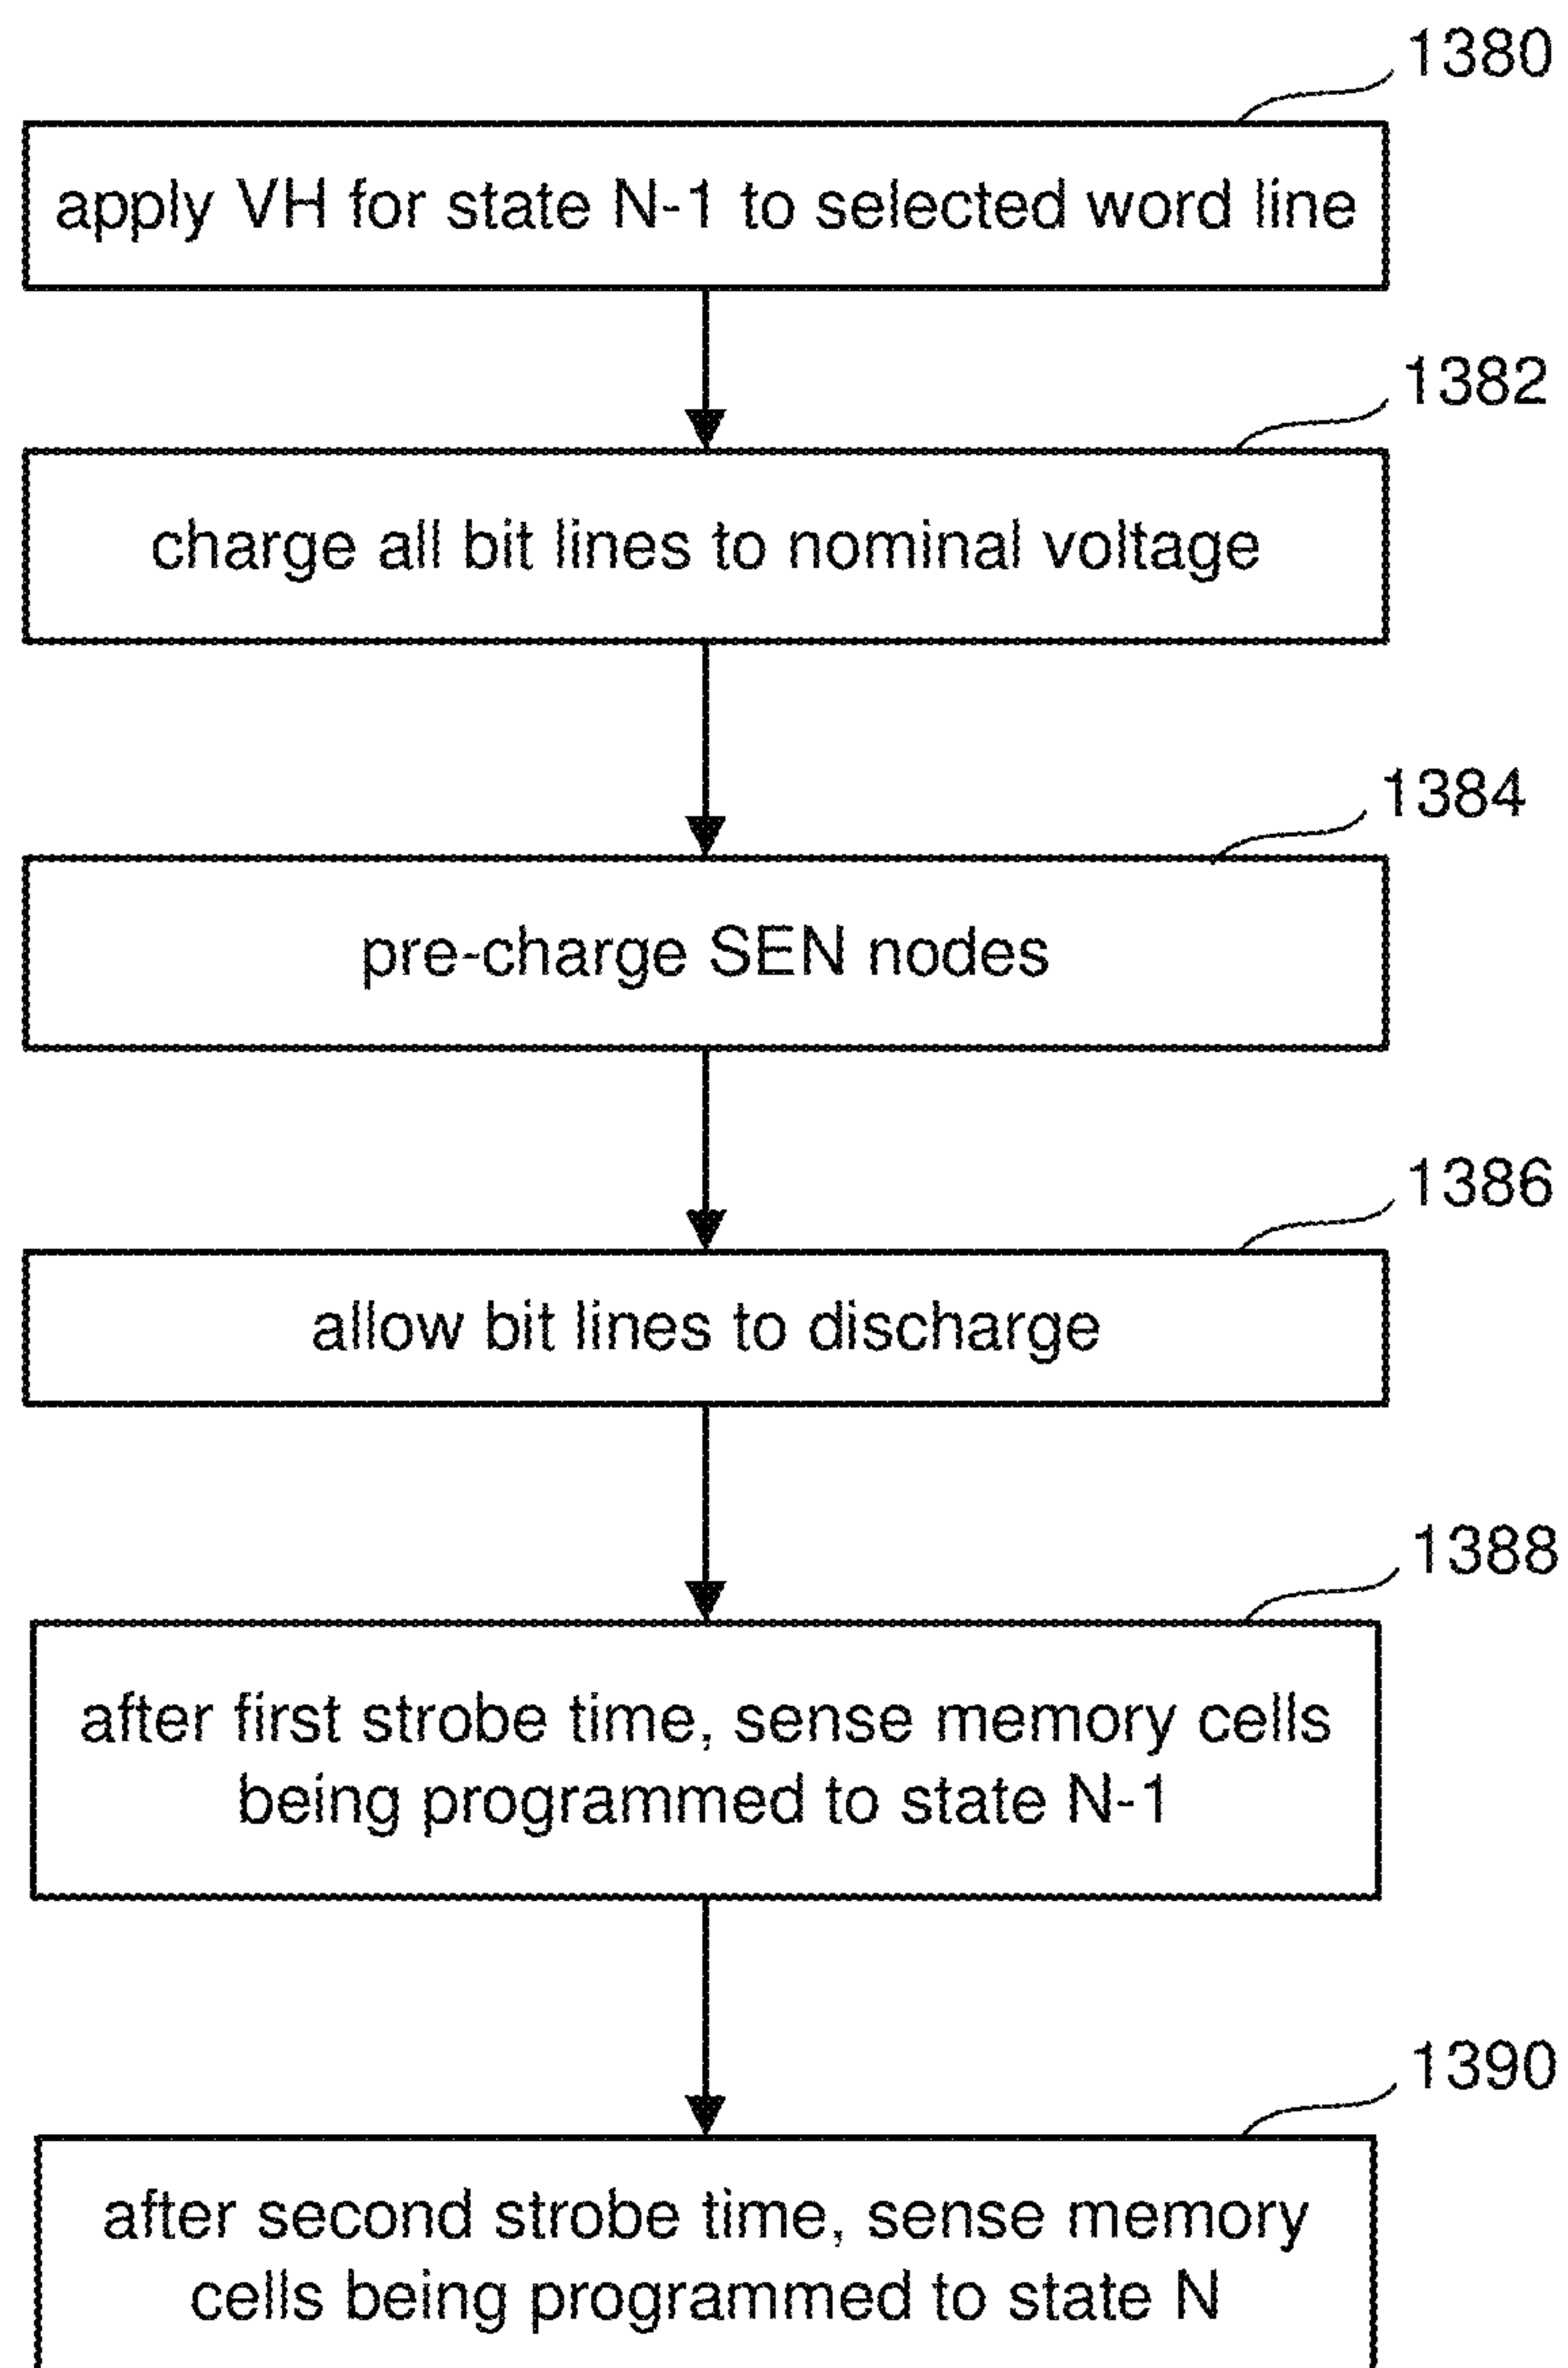 1380
apply VH for state N-1 to selected word line
1382
charge all bit lines to nominal voltage
1384
pre-charge SEN nodes
1386
allow bit lines to discharge
1388
after first strobe time, sense memory cells
being programmed to state N-1
1390
after second strobe time, sense memory
cells being programmed to state N